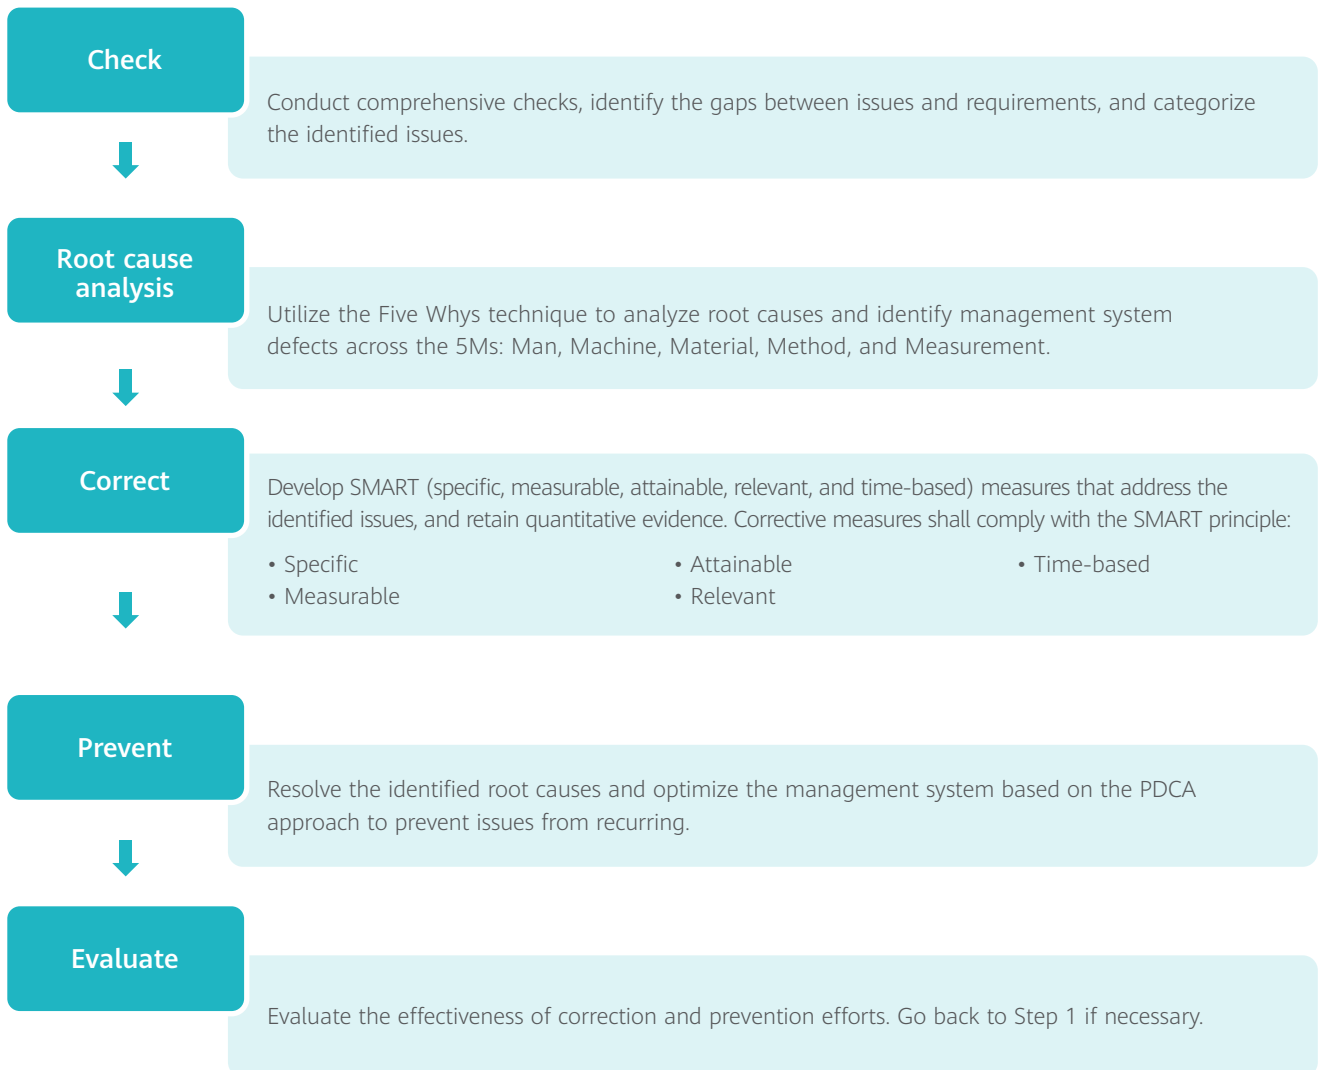 Check
Conduct comprehensive checks, identify the gaps between issues and requirements, and categorize
the identified issues.
Root cause
analysis
Utilize the Five Whys technique to analyze root causes and identify management system
defects across the 5Ms: Man, Machine, Material, Method, and Measurement.
Correct
Develop SMART (specific, measurable, attainable, relevant, and time-based) measures that address the
identified issues, and retain quantitative evidence. Corrective measures shall comply with the SMART principle:
• Specific
• Measurable
• Attainable
• Relevant
• Time-based
Prevent
Resolve the identified root causes and optimize the management system based on the PDCA
approach to prevent issues from recurring.
Evaluate
Evaluate the effectiveness of correction and prevention efforts. Go back to Step 1 if necessary.